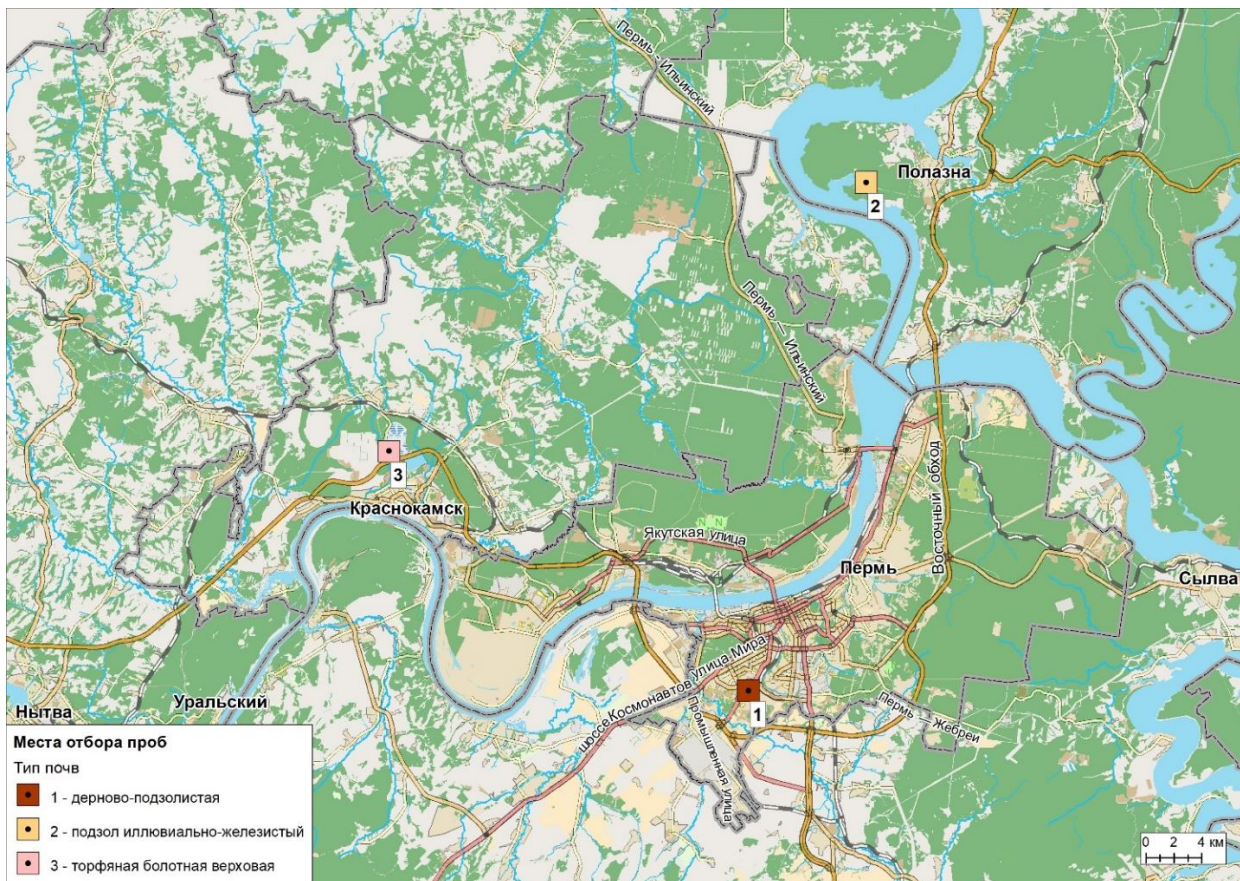 Пермь - Ильинский
Полазна
2
Пермь — Ильинский
3
Краснокамск
Якутская улица
Восточный обход
Пермь
Сылва
улица Мира
шоссе Космонавтов
1
Промышленная улица
Пермь — Жебреи
Уральский
Нытва
Места отбора проб
Тип почв
1 - дерново-подзолистая
2 - подзол иллювиально-железистый
3 - торфяная болотная верховая
N N
0 2 4 км